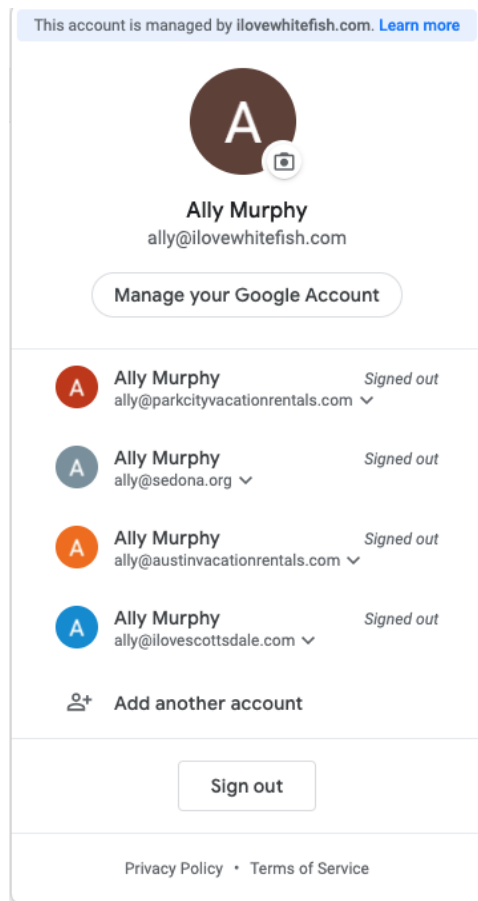 This account is managed by ilovewhitefish.com. Learn more
A
Ally Murphy
ally@ilovewhitefish.com
Manage your Google Account
A
Ally Murphy
Signed out
ally@parkcityvacationrentals.com
A
Ally Murphy
Signed out
ally@sedona.org
A
Ally Murphy
Signed out
ally@austinvacationrentals.com
A
Ally Murphy
Signed out
ally@ilovescottsdale.com
Add another account
Sign out
Privacy Policy • Terms of Service